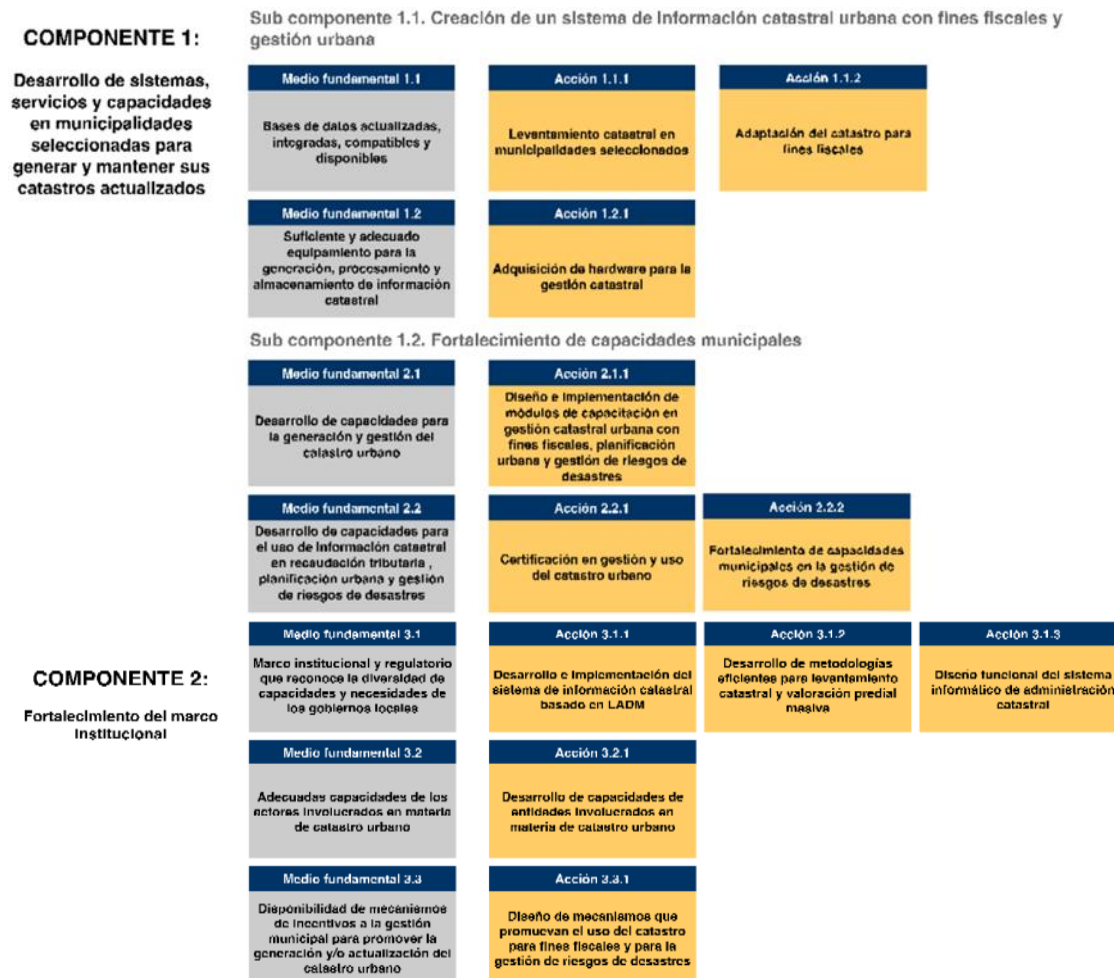 COMPONENTE 1:
Desarrollo de sistemas,
servicios y capacidades
en municipalidades
seleccionadas para
generar y mantener sus
catastros actualizados
Sub componente 1.1. Creación de un sistema de información catastral urbana con fines fiscales y
gestión urbana
Medio fundamental 1.1
Bases de datos actualizadas,
integradas, compatibles y
disponibles
Acción 1.1.1
Levantamiento catastral en
municipalidades seleccionados
Acción 1.1.2
Adaptación del catastro para
fines fiscales
Medio fundamental 1.2
Suficiente y adecuado
equipamiento para la
generación, procesamiento y
almacenamiento de información
catastral
Acción 1.2.1
Adquisición de hardware para la
gestión catastral
Sub componente 1.2. Fortalecimiento de capacidades municipales
Medio fundamental 2.1
Desarrollo de capacidades para
la generación y gestión del
catastro urbano
Acción 2.1.1
Diseño e implementación de
módulos de capacitación en
gestión catastral urbana con
fines fiscales, planificación
urbana y gestión de riesgos de
desastres
Medio fundamental 2.2
Desarrollo de capacidades para
el uso de información catastral
en recaudación tributaria ,
planificación urbana y gestión
de riesgos de desastres
Acción 2.2.1
Certificación en gestión y uso
del catastro urbano
Acción 2.2.2
Fortalecimiento de capacidades
municipales en la gestión de
riesgos de desastres
COMPONENTE 2:
Fortalecimiento del marco
institucional
Medio fundamental 3.1
Marco institucional y regulatorio
que reconoce la diversidad de
capacidades y necesidades de
los gobiernos locales
Acción 3.1.1
Desarrollo e implementación del
sistema de información catastral
basado en LADM
Acción 3.1.2
Desarrollo de metodologías
eficientes para levantamiento
catastral y valoración predial
masiva
Acción 3.1.3
Diseño funcional del sistema
informático de administración
catastral
Medio fundamental 3.2
Adecuadas capacidades de los
actores involucrados en materia
de catastro urbano
Acción 3.2.1
Desarrollo de capacidades de
entidades involucrados en
materia de catastro urbano
Medio fundamental 3.3
Disponibilidad de mecanismos
de incentivos a la gestión
municipal para promover la
generación y/o actualización del
catastro urbano
Acción 3.3.1
Diseño de mecanismos que
promuevan el uso del catastro
para fines fiscales y para la
gestión de riesgos de desastres